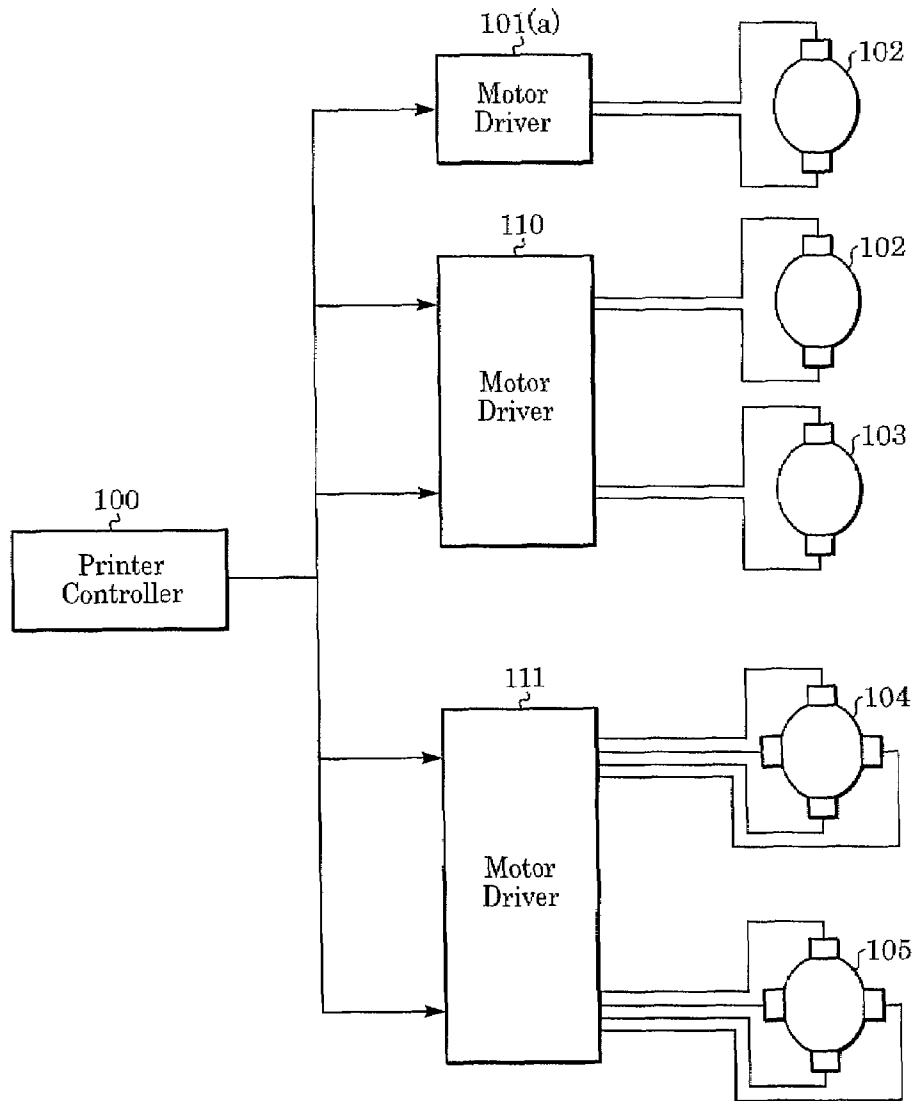 101(a)
Motor
Driver
102
110
Motor
Driver
102
103
100
Printer
Controller
111
Motor
Driver
104
105